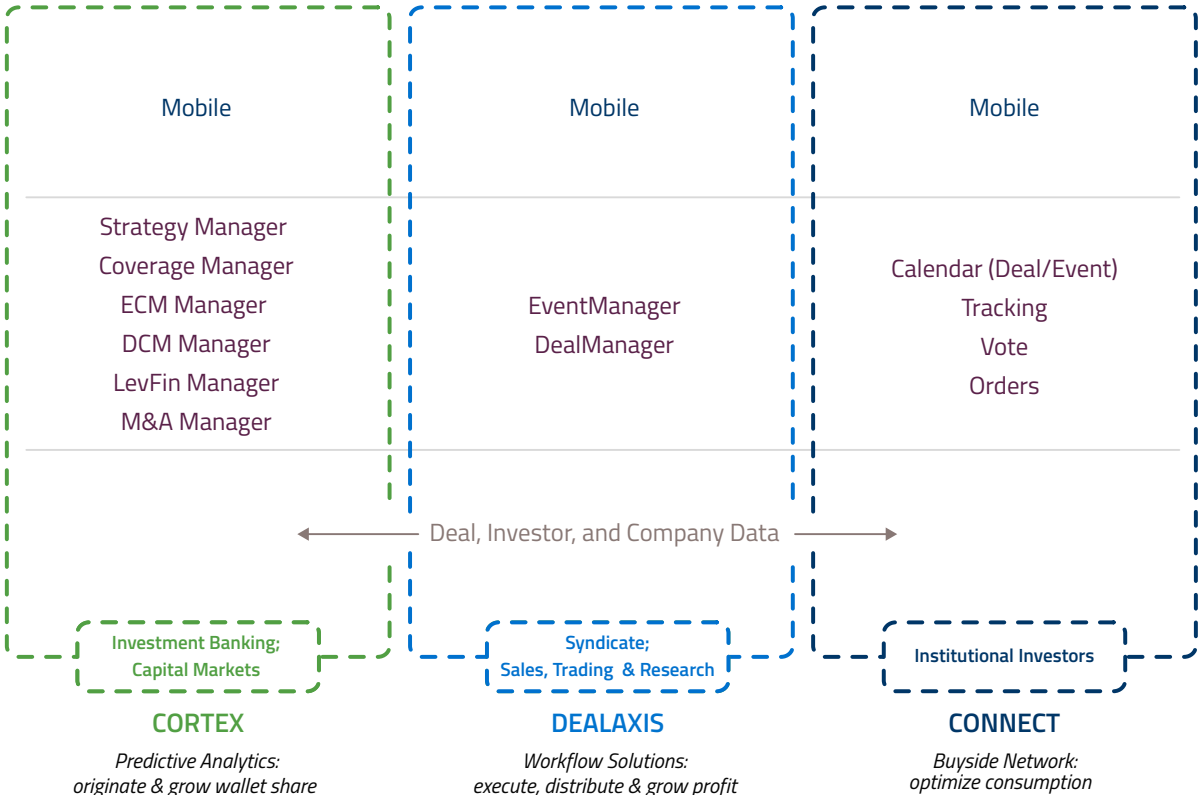 Mobile
Strategy Manager
Coverage Manager
ECM Manager
DCM Manager
LevFin Manager
M&A Manager
Mobile
EventManager
DealManager
Mobile
Calendar (Deal/Event)
Tracking
Vote
Orders
Deal, Investor, and Company Data
Investment Banking;
Capital Markets
CORTEX
Predictive Analytics:
originate & grow wallet share
Syndicate;
Sales, Trading & Research
DEALAXIS
Workflow Solutions:
execute, distribute & grow profit
Institutional Investors
CONNECT
Buyside Network:
optimize consumption